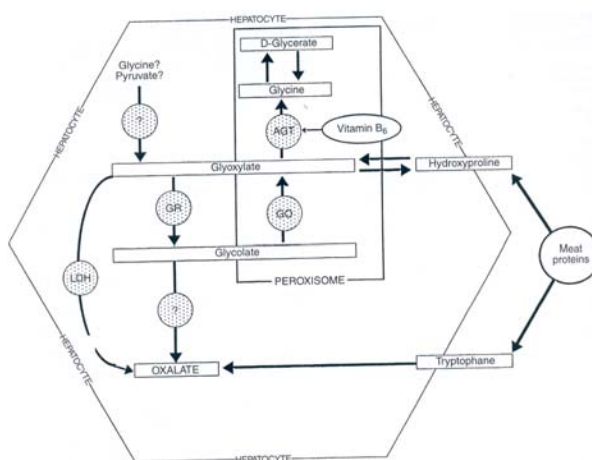 HEPATOCYTE
HEPATOCYTE
HEPATOCYTE
D-Glycerate
Glycine?
Pyruvate?
Glycine
?
AGT
Vitamin B6
Glyoxylate
Hydroxyproline
GR
GO
Glycolate
Meat
proteins
PEROXISOME
LDH
?
HEPATOCYTE
HEPATOCYTE
OXALATE
Tryptophane
HEPATOCYTE